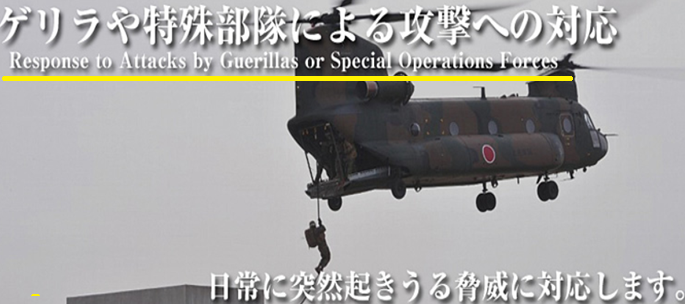 ゲリラや特殊部隊による攻撃への対応
Response to Attacks by Guerillas or Special Operations Forces
日常に突然起きうる脅威に対応します。